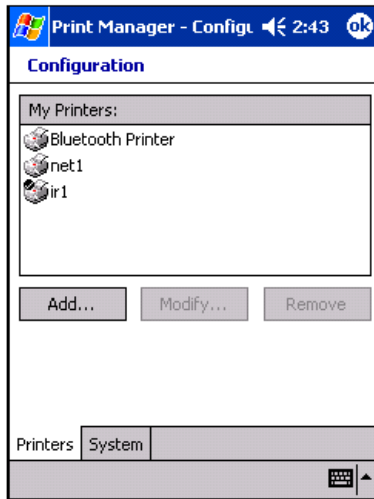 Print Manager - Configu 2:43 ok
Configuration
My Printers:
Bluetooth Printer
net1
ir1
Add... Modify... Remove
Printers System